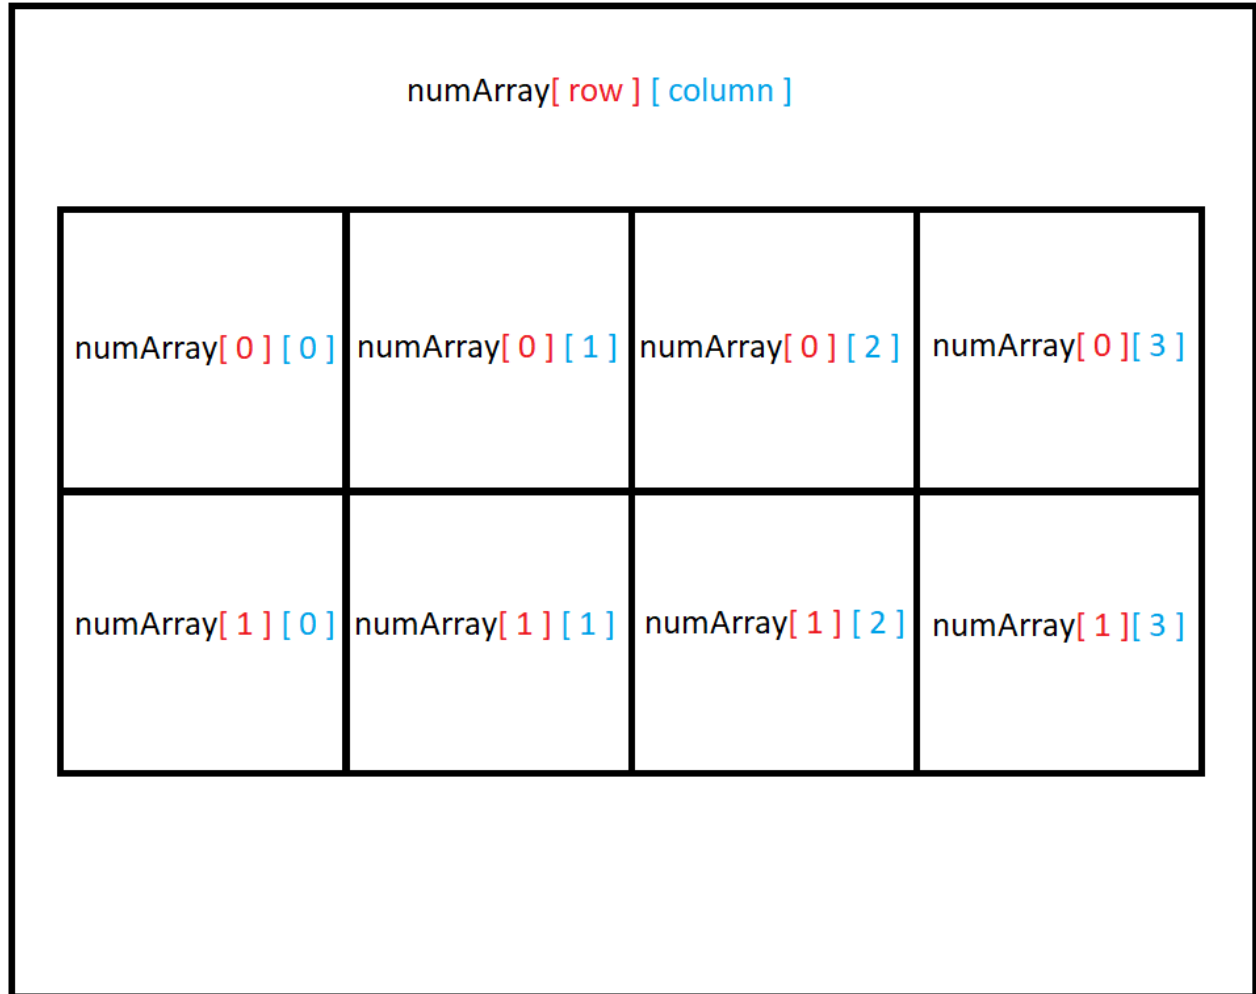 numArray[ row ] [ column ]
numArray[ 0 ] [ 0 ] numArray[ 0 ] [ 1 ] numArray[ 0 ] [ 2 ] numArray[ 0 ][ 3 ]
numArray[ 1 ] [ 0 ] numArray[ 1 ] [ 1 ] numArray[ 1 ] [ 2 ] numArray[ 1 ][ 3 ]